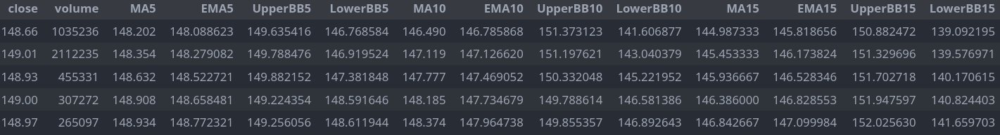 close volume MA5 EMA5 UpperBB5 LowerBB5 MA10 EMA10 UpperBB10 LowerBB10 MA15 EMA15 UpperBB15 LowerBB15
148.66 1035236 148.202 148.088623 149.635416 146.768584 146.490 146.785868 151.373123 141.606877 144.987333 145.818656 150.882472 139.092195
149.01 2112235 148.354 148.279082 149.788476 146.919524 147.119 147.126620 151.197621 143.040379 145.453333 146.173824 151.329696 139.576971
148.93 455331 148.632 148.522721 149.882152 147.381848 147.777 147.469052 150.332048 145.221952 145.936667 146.528346 151.702718 140.170615
149.00 307272 148.908 148.658481 149.224354 148.591646 148.185 147.734679 149.788614 146.581386 146.386000 146.828553 151.947597 140.824403
148.97 265097 148.934 148.772321 149.256056 148.611944 148.374 147.964738 149.855357 146.892643 146.842667 147.099984 152.025630 141.659703